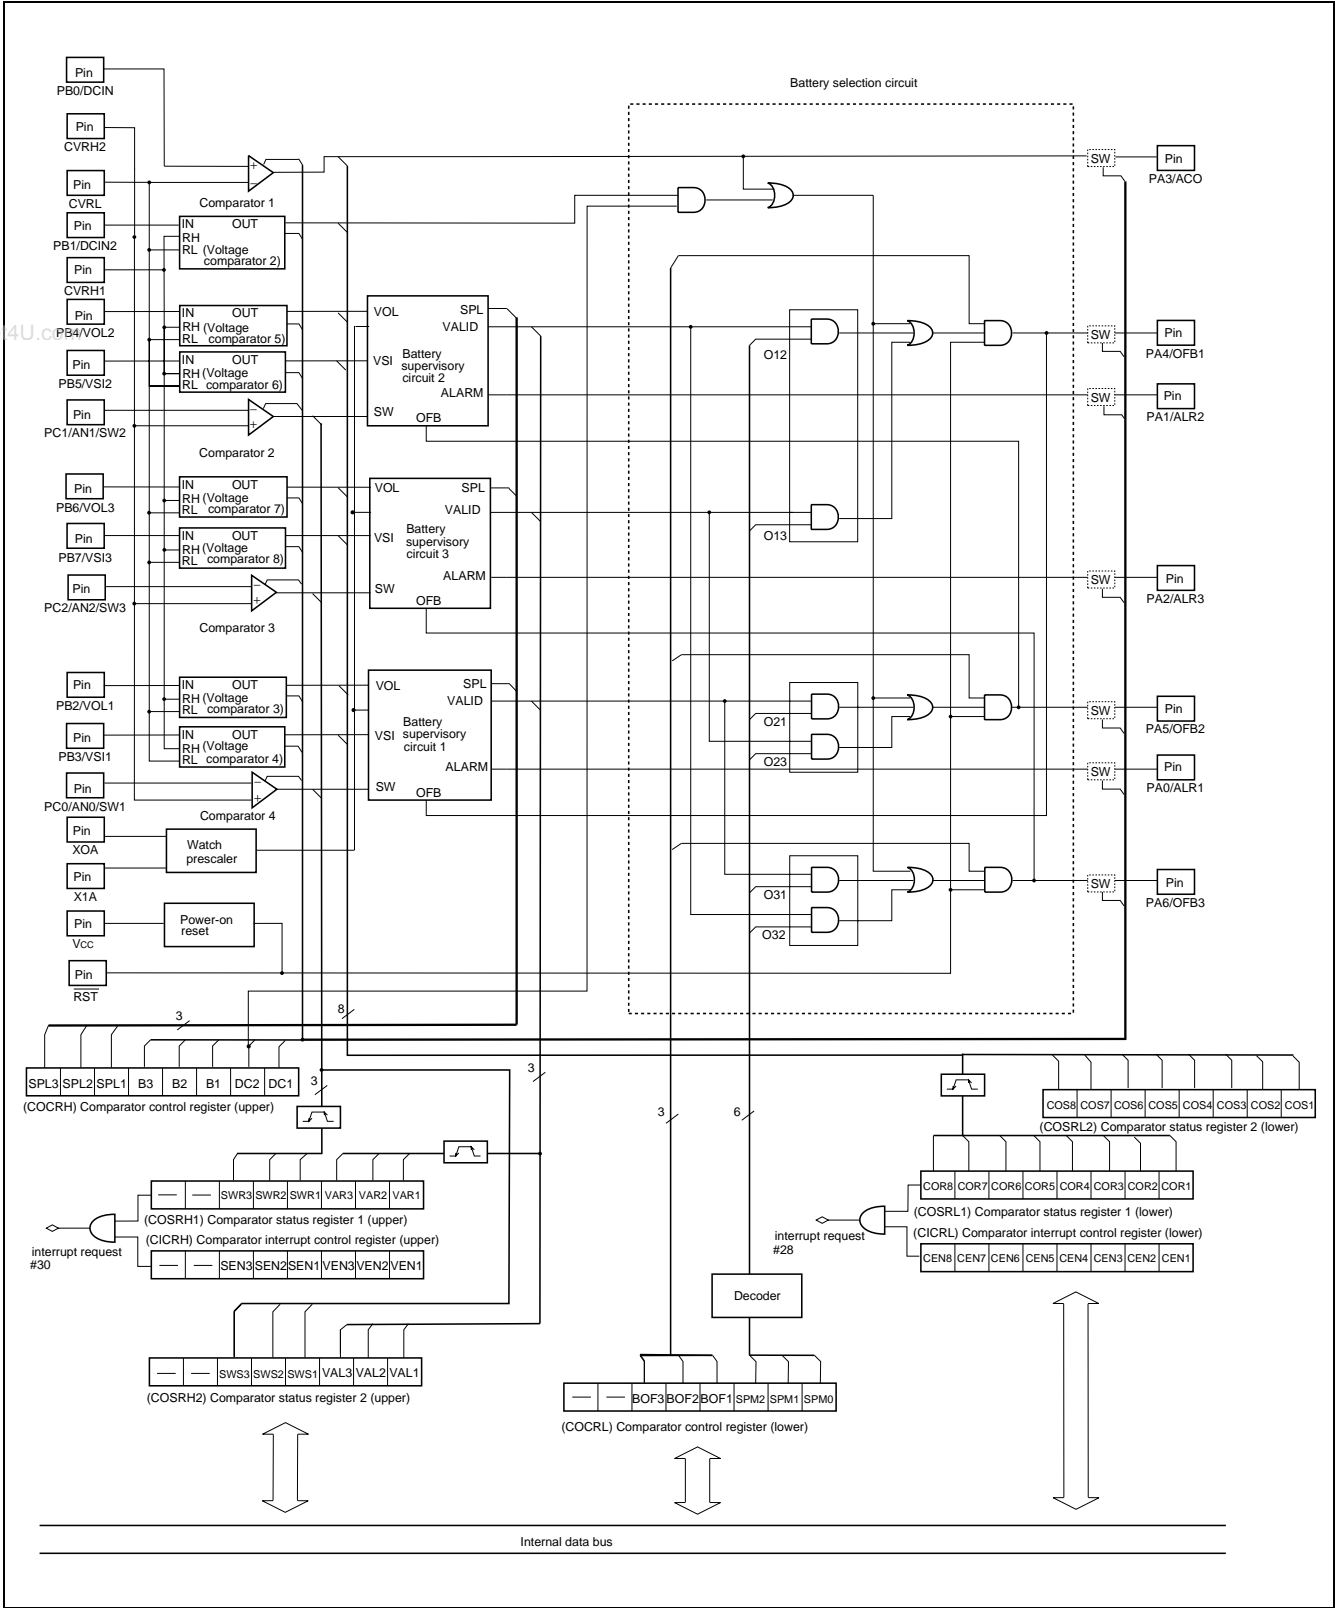 Battery selection circuit
Pin
PB0/DCIN
Pin
CVRH2
Pin
CVRL
Pin
PB1/DCIN2
Pin
CVRH1
Pin
PB4/VOL2
Pin
PB5/VSI2
Pin
PC1/AN1/SW2
Pin
PB6/VOL3
Pin
PB7/VSI3
Pin
PC2/AN2/SW3
Pin
PB2/VOL1
Pin
PB3/VSI1
Pin
PC0/AN0/SW1
Pin
XOA
Pin
X1A
Pin
Vcc
Pin
RST
t4U.com
+
−
Comparator 1
IN OUT
RH
RL (Voltage
comparator 2)
IN OUT
RH (Voltage
RL comparator 5)
IN OUT
RH (Voltage
RL comparator 6)
−
+
Comparator 2
IN OUT
RH (Voltage
RL comparator 7)
IN OUT
RH (Voltage
RL comparator 8)
−
+
Comparator 3
IN OUT
RH (Voltage
RL comparator 3)
IN OUT
RH (Voltage
RL comparator 4)
−
+
Comparator 4
Watch
prescaler
Power-on
reset
VOL SPL
VALID
VSI Battery
supervisory
circuit 2
ALARM
SW
OFB
VOL SPL
VALID
VSI Battery
supervisory
circuit 3
ALARM
SW
OFB
VOL SPL
VALID
VSI Battery
supervisory
circuit 1
ALARM
SW
OFB
O12
O13
O21
O23
O31
O32
SW Pin
PA3/ACO
SW Pin
PA4/OFB1
SW Pin
PA1/ALR2
SW Pin
PA2/ALR3
SW Pin
PA5/OFB2
SW Pin
PA0/ALR1
SW Pin
PA6/OFB3
3
8
SPL3 SPL2 SPL1 B3 B2 B1 DC2 DC1
(COCRH) Comparator control register (upper)
3
3
3
6
COS8 COS7 COS6 COS5 COS4 COS3 COS2 COS1
(COSRL2) Comparator status register 2 (lower)
— — SWR3 SWR2 SWR1 VAR3 VAR2 VAR1
(COSRH1) Comparator status register 1 (upper)
(CICRH) Comparator interrupt control register (upper)
— — SEN3 SEN2 SEN1 VEN3 VEN2 VEN1
interrupt request
#30
COR8 COR7 COR6 COR5 COR4 COR3 COR2 COR1
(COSRL1) Comparator status register 1 (lower)
(CICRL) Comparator interrupt control register (lower)
CEN8 CEN7 CEN6 CEN5 CEN4 CEN3 CEN2 CEN1
interrupt request
#28
Decoder
— — SWS3 SWS2 SWS1 VAL3 VAL2 VAL1
(COSRH2) Comparator status register 2 (upper)
— — BOF3 BOF2 BOF1 SPM2 SPM1 SPM0
(COCRL) Comparator control register (lower)
Internal data bus